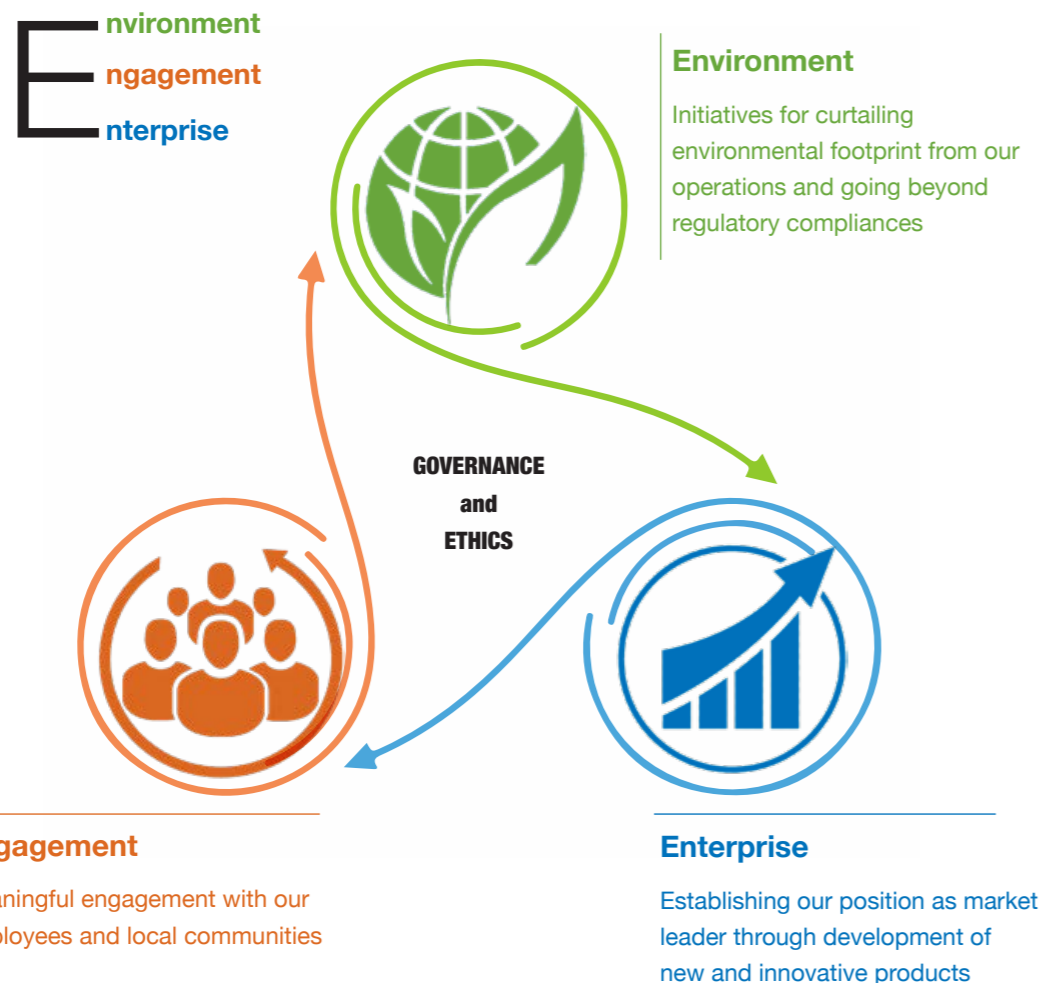 nvironment
ngagement
nterprise
Environment
Initiatives for curtailing
environmental footprint from our
operations and going beyond
regulatory compliances
GOVERNANCE
and
ETHICS
gagement
aningful engagement with our
ployees and local communities
Enterprise
Establishing our position as market
leader through development of
new and innovative products